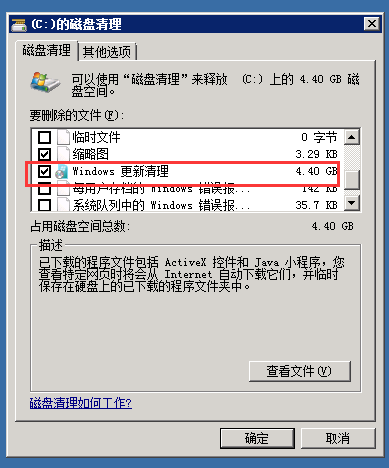 (C:)的磁盘清理
磁盘清理
其他选项
可以使用“磁盘清理”来释放 (C:) 上的 4.40 GB 磁
盘空间。
要删除的文件(F):
临时文件 0 字节
缩略图 3.29 KB
Windows 更新清理 4.40 GB
每用户存档的 Windows 错误报... 142 KB
系统队列中的 Windows 错误报... 35.7 KB
占用磁盘空间总数: 4.40 GB
描述
已下载的程序文件包括 ActiveX 控件和 Java 小程序，您
查看特定网页时将会从 Internet 自动下载它们，并临时
保存在硬盘上的已下载的程序文件夹中。
查看文件(V)
磁盘清理如何工作?
确定
取消